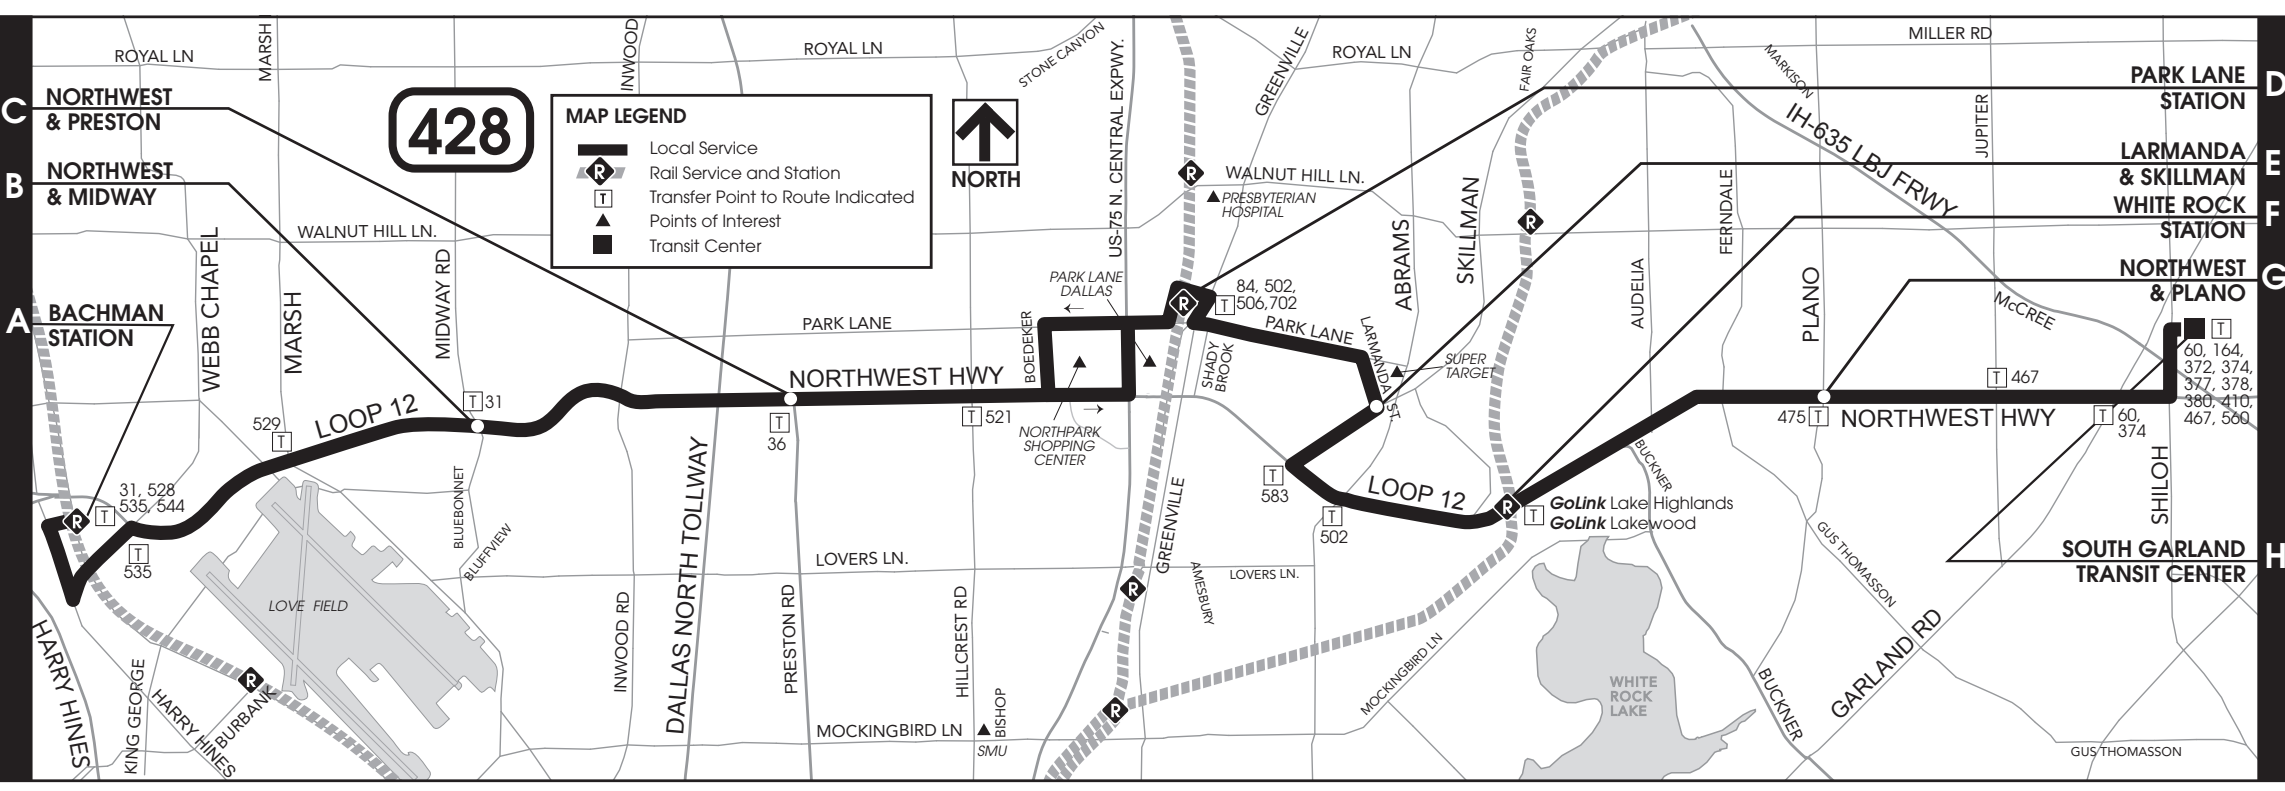 ROYAL LN
MARSH
INWOOD
ROYAL LN
STONE CANYON
US-75 N. CENTRAL EXPWY.
GREENVILLE
ROYAL LN
FAIR OAKS
MARKISON
MILLER RD
C
NORTHWEST
& PRESTON
B
NORTHWEST
& MIDWAY
A
BACHMAN
STATION
428
MAP LEGEND
Local Service
R
Rail Service and Station
T
Transfer Point to Route Indicated
Points of Interest
Transit Center
NORTH
D
PARK LANE
STATION
E
LARMANDA
& SKILLMAN
F
WHITE ROCK
STATION
G
NORTHWEST
& PLANO
H
SOUTH GARLAND
TRANSIT CENTER
IH-635 LBJ FRWY
JUPITER
R
WALNUT HILL LN.
PRESBYTERIAN
HOSPITAL
R
WALNUT HILL LN.
WEBB CHAPEL
MARSH
MIDWAY RD
PARK LANE
DALLAS
←
PARK LANE
BOEDEKER
R
T
84, 502,
506,702
PARK LANE
SHADY
BROOK
LARMANDA ST.
ABRAMS
SKILLMAN
SUPER
TARGET
AUDELIA
FERNDALE
PLANO
McCREE
T
60, 164,
372, 374,
377, 378,
380, 410,
467, 560
T
467
475
T
NORTHWEST HWY
T
60,
374
SHILOH
NORTHWEST HWY
LOOP 12
T
31
529
T
T
36
T
521
→
NORTHPARK
SHOPPING
CENTER
31, 528
535, 544
R
T
T
535
T
583
LOOP 12
T
502
R
T
GoLink Lake Highlands
GoLink Lakewood
BUCKNER
BLUEBONNET
BLUFFVIEW
LOVE FIELD
DALLAS NORTH TOLLWAY
LOVERS LN.
GREENVILLE
R
AMESBURY
LOVERS LN.
GUS THOMASSON
INWOOD RD
PRESTON RD
HILLCREST RD
HARRY HINES
KING GEORGE
HARRY HINES
R
BURBANK
MOCKINGBIRD LN
BISHOP
SMU
R
MOCKINGBIRD LN
WHITE
ROCK
LAKE
BUCKNER
GARLAND RD
GUS THOMASSON